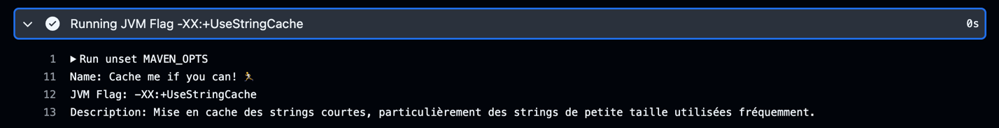 Running JVM Flag -XX:+UseStringCache 0s
1 Run unset MAVEN_OPTS
11 Name: Cache me if you can! 🏃
12 JVM Flag: -XX:+UseStringCache
13 Description: Mise en cache des strings courtes, particulièrement des strings de petite taille utilisées fréquemment.